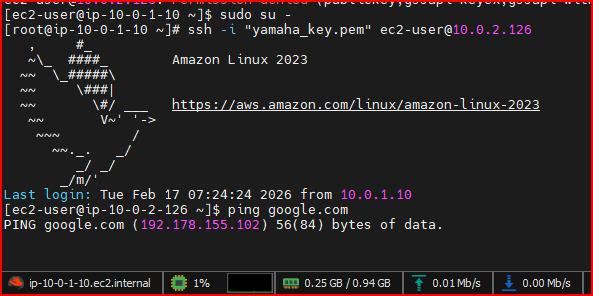 [ec2-user@ip-10-0-1-10 ~]$ sudo su -
[root@ip-10-0-1-10 ~]# ssh -i "yamaha_key.pem" ec2-user@10.0.2.126
   ,     #_
   ~\_  ####_        Amazon Linux 2023
  ~~  \_#####\
  ~~     \###|
  ~~       \#/ ___   https://aws.amazon.com/linux/amazon-linux-2023
   ~~       V~' '->
    ~~~         /
      ~~._.   _/
         _/ _/
       _/m/'
Last login: Tue Feb 17 07:24:24 2026 from 10.0.1.10
[ec2-user@ip-10-0-2-126 ~]$ ping google.com
PING google.com (192.178.155.102) 56(84) bytes of data.
ip-10-0-1-10.ec2.internal 1% 0.25 GB / 0.94 GB 0.01 Mb/s 0.00 Mb/s